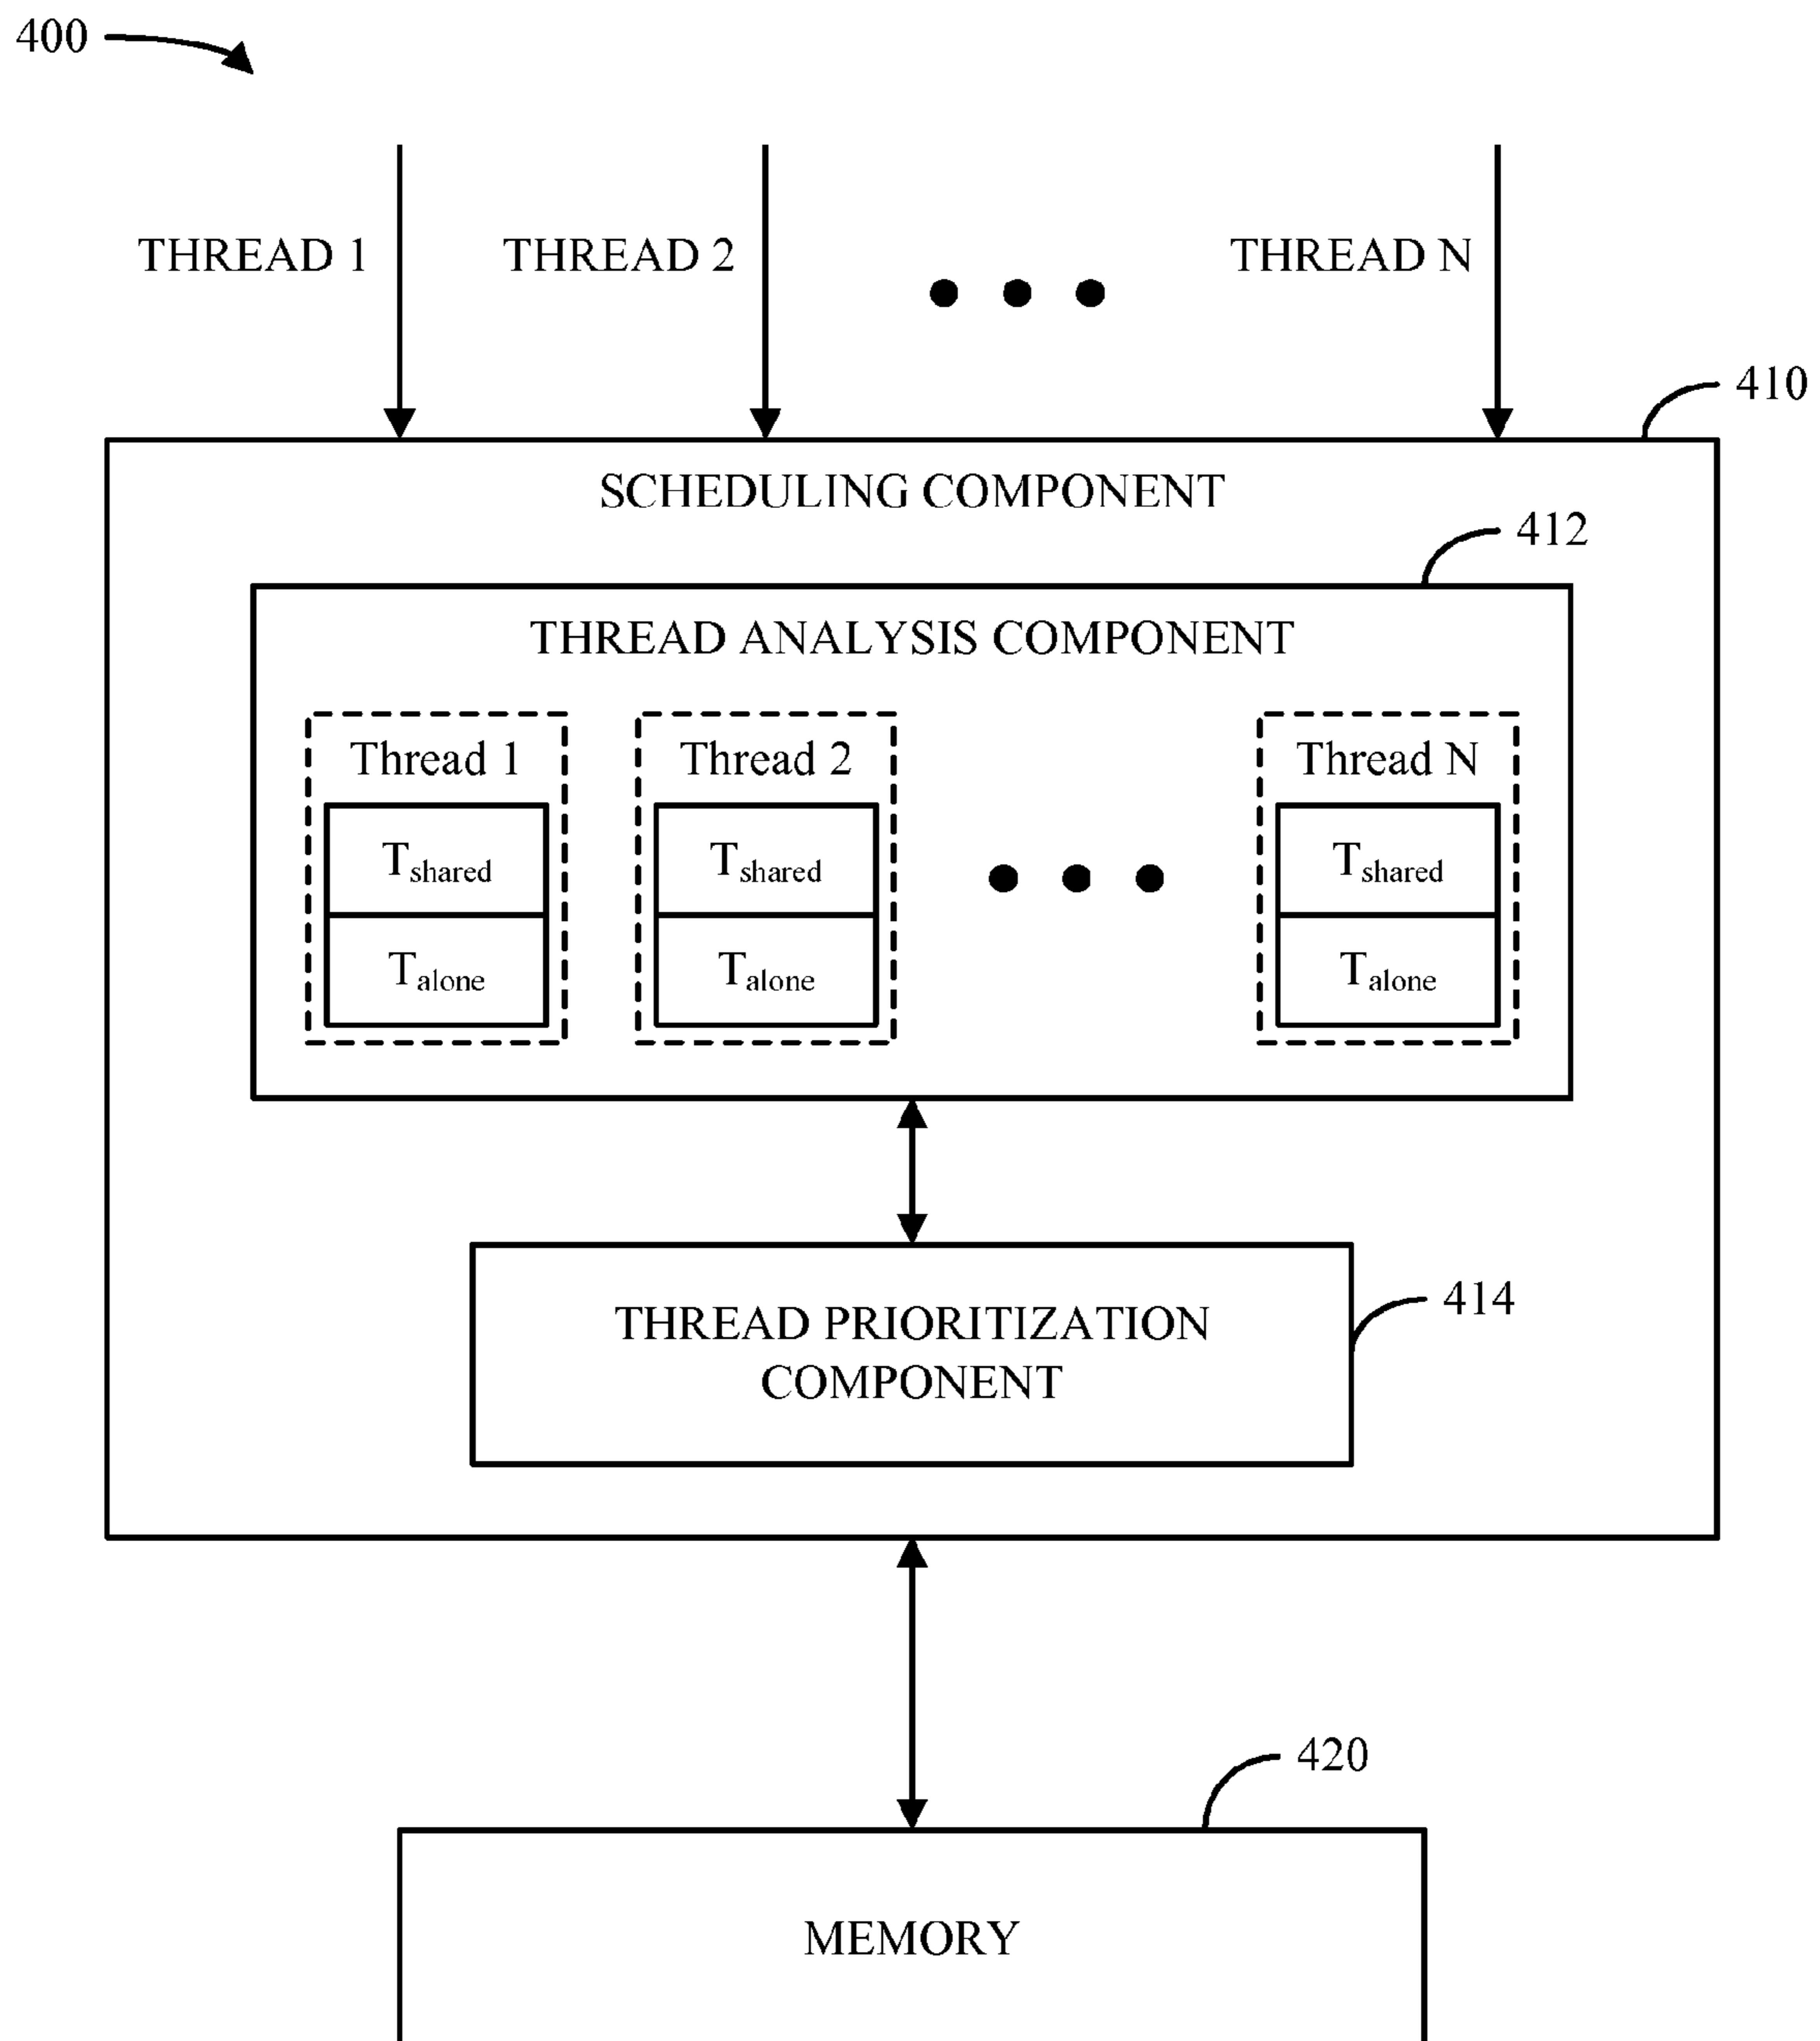 400
THREAD 1 THREAD 2 THREAD N
410
SCHEDULING COMPONENT
412
THREAD ANALYSIS COMPONENT
Thread 1 Thread 2 Thread N
Tshared Tshared Tshared
Talone Talone Talone
414
THREAD PRIORITIZATION
COMPONENT
420
MEMORY